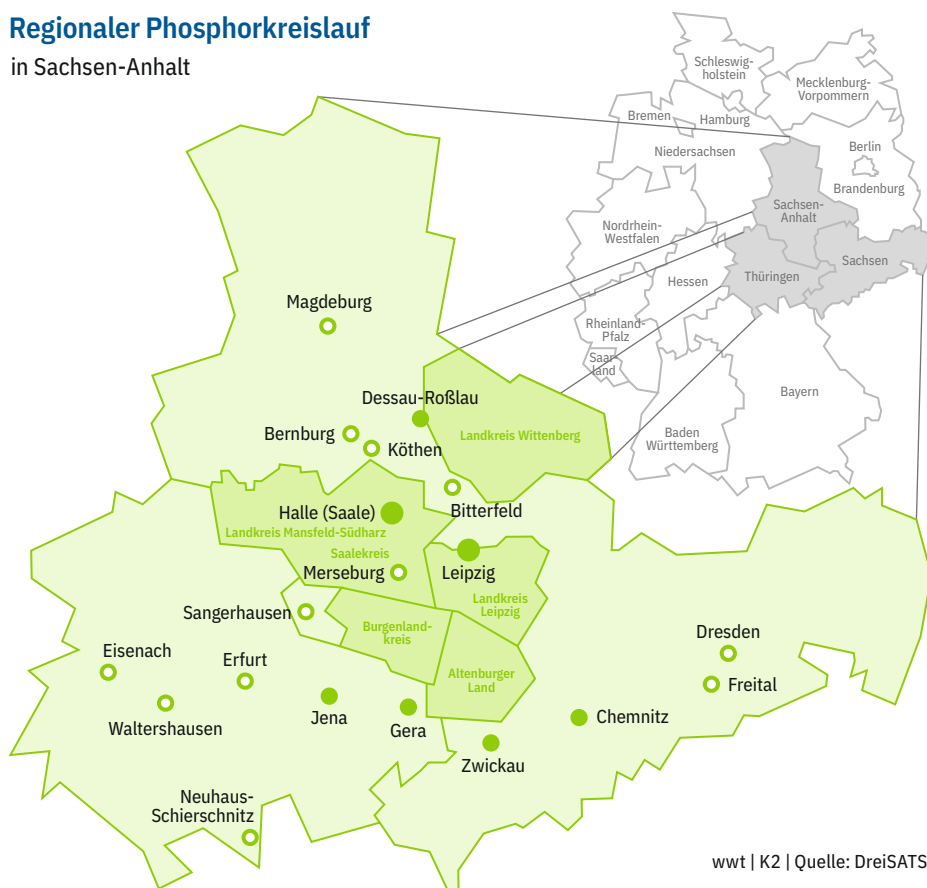 Regionaler Phosphorkreislauf
in Sachsen-Anhalt
Schleswig-
holstein
Mecklenburg-
Vorpommern
Bremen
Hamburg
Niedersachsen
Berlin
Brandenburg
Sachsen-
Anhalt
Nordrhein-
Westfalen
Sachsen
Thüringen
Hessen
Rheinland-
Pfalz
Saar-
land
Bayern
Baden
Württemberg
Magdeburg
Dessau-Roßlau
Bernburg
Köthen
Landkreis Wittenberg
Bitterfeld
Halle (Saale)
Landkreis Mansfeld-Südharz
Saalekreis
Merseburg
Leipzig
Landkreis
Leipzig
Sangerhausen
Burgenland-
kreis
Altenburger
Land
Eisenach
Erfurt
Waltershausen
Jena
Gera
Dresden
Freital
Chemnitz
Zwickau
Neuhaus-
Schierschnitz
wwt | K2 | Quelle: DreiSATS